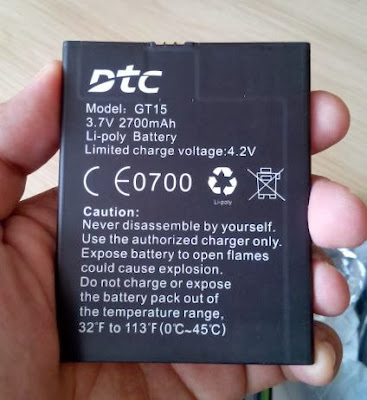 DTC
Model: GT15
3.7V 2700mAh
Li-poly Battery
Limited charge voltage:4.2V
CE0700
Li-poly
Caution:
Never disassemble by yourself.
Use the authorized charger only.
Expose battery to open flames
could cause explosion.
Do not charge or expose
the battery pack out of
the temperature range,
32°F to 113°F (0℃~45℃)